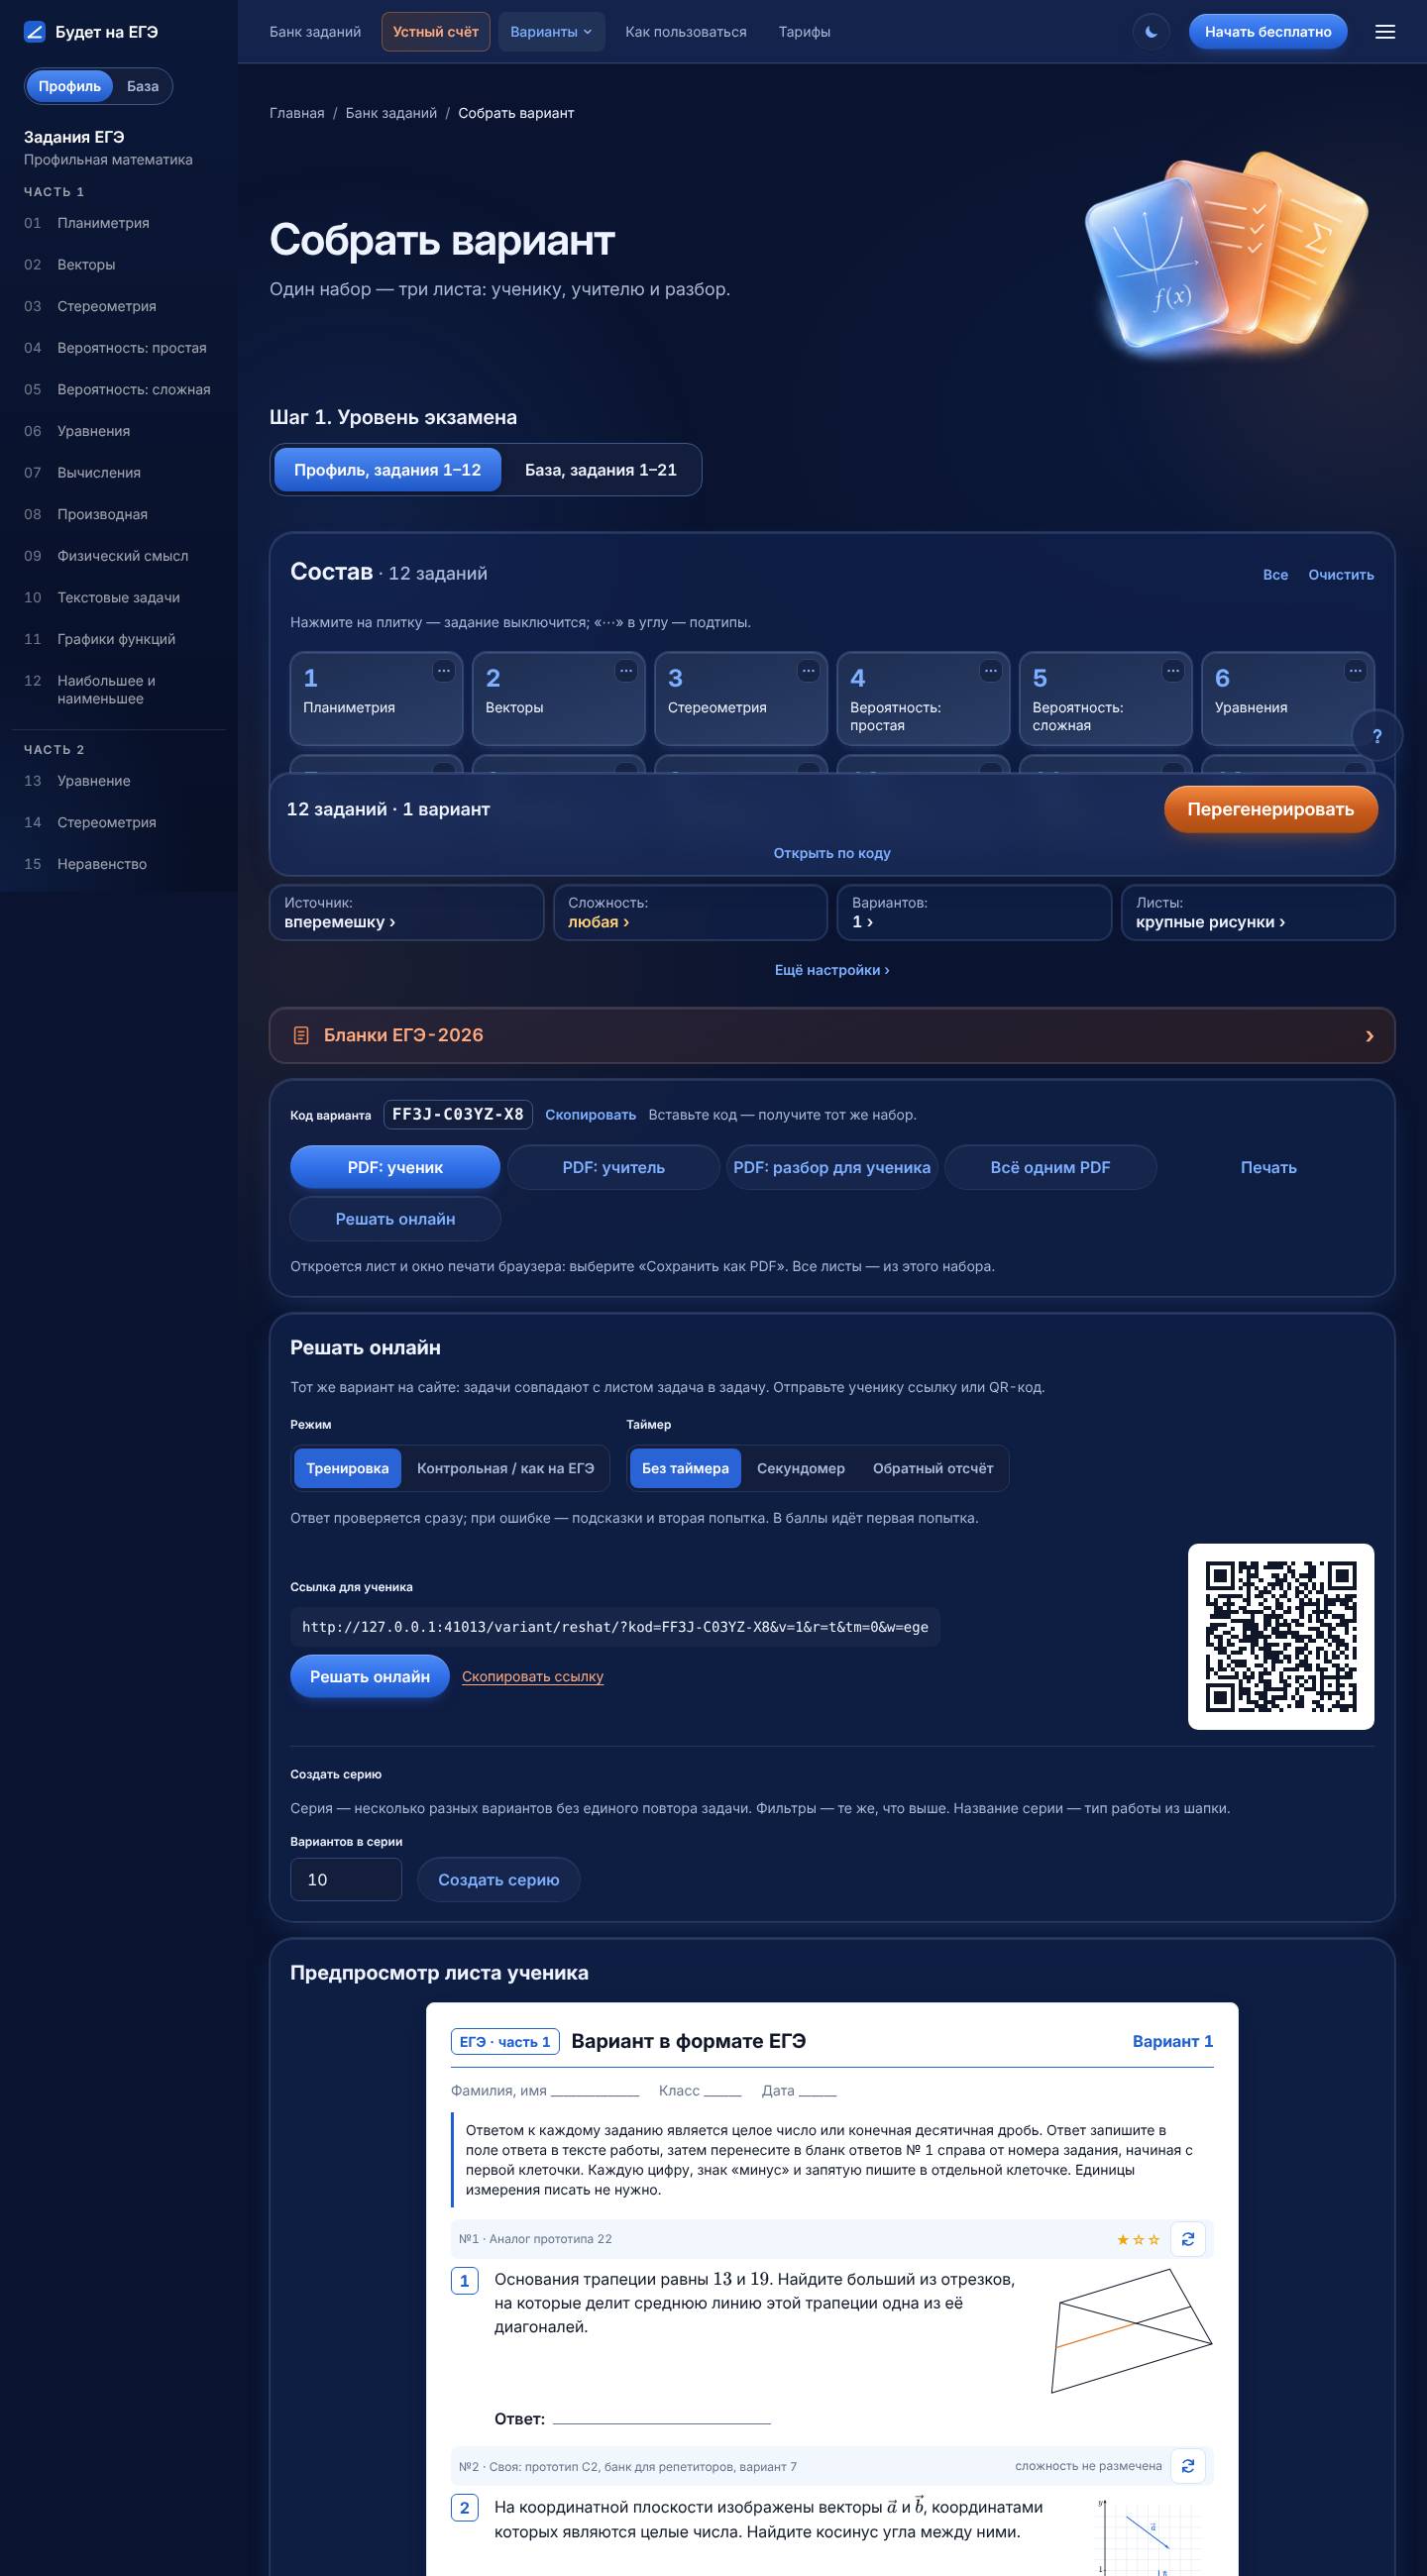 Будет на ЕГЭ
Профиль База
Задания ЕГЭ
Профильная математика
ЧАСТЬ 1
01 Планиметрия
02 Векторы
03 Стереометрия
04 Вероятность: простая
05 Вероятность: сложная
06 Уравнения
07 Вычисления
08 Производная
09 Физический смысл
10 Текстовые задачи
11 Графики функций
12 Наибольшее и
наименьшее
ЧАСТЬ 2
13 Уравнение
14 Стереометрия
15 Неравенство
Банк заданий Устный счёт Варианты Как пользоваться Тарифы Начать бесплатно
Главная / Банк заданий / Собрать вариант
Собрать вариант
Один набор — три листа: ученику, учителю и разбор.
f(x) Σ
Шаг 1. Уровень экзамена
Профиль, задания 1–12 База, задания 1–21
Состав · 12 заданий Все Очистить
Нажмите на плитку — задание выключится; «···» в углу — подтипы.
1 ··· 2 ··· 3 ··· 4 ··· 5 ··· 6 ···
Планиметрия Векторы Стереометрия Вероятность: Вероятность: Уравнения
простая сложная
?
12 заданий · 1 вариант Перегенерировать
Открыть по коду
Источник: Сложность: Вариантов: Листы:
вперемешку › любая › 1 › крупные рисунки ›
Ещё настройки ›
Бланки ЕГЭ-2026 ›
Код варианта FF3J-C03YZ-X8 Скопировать Вставьте код — получите тот же набор.
PDF: ученик PDF: учитель PDF: разбор для ученика Всё одним PDF Печать
Решать онлайн
Откроется лист и окно печати браузера: выберите «Сохранить как PDF». Все листы — из этого набора.
Решать онлайн
Тот же вариант на сайте: задачи совпадают с листом задача в задачу. Отправьте ученику ссылку или QR-код.
Режим Таймер
Тренировка Контрольная / как на ЕГЭ Без таймера Секундомер Обратный отсчёт
Ответ проверяется сразу; при ошибке — подсказки и вторая попытка. В баллы идёт первая попытка.
Ссылка для ученика
http://127.0.0.1:41013/variant/reshat/?kod=FF3J-C03YZ-X8&v=1&r=t&tm=0&w=ege
Решать онлайн Скопировать ссылку
Создать серию
Серия — несколько разных вариантов без единого повтора задачи. Фильтры — те же, что выше. Название серии — тип работы из шапки.
Вариантов в серии
10 Создать серию
Предпросмотр листа ученика
ЕГЭ · часть 1 Вариант в формате ЕГЭ Вариант 1
Фамилия, имя ___________ Класс _____ Дата _____
Ответом к каждому заданию является целое число или конечная десятичная дробь. Ответ запишите в
поле ответа в тексте работы, затем перенесите в бланк ответов № 1 справа от номера задания, начиная с
первой клеточки. Каждую цифру, знак «минус» и запятую пишите в отдельной клеточке. Единицы
измерения писать не нужно.
№1 · Аналог прототипа 22 ★☆☆
1 Основания трапеции равны 13 и 19. Найдите больший из отрезков,
на которые делит среднюю линию этой трапеции одна из её
диагоналей.
Ответ: ___________
№2 · Своя: прототип С2, банк для репетиторов, вариант 7 сложность не размечена
2 На координатной плоскости изображены векторы a⃗ и b⃗, координатами
которых являются целые числа. Найдите косинус угла между ними.
y
1